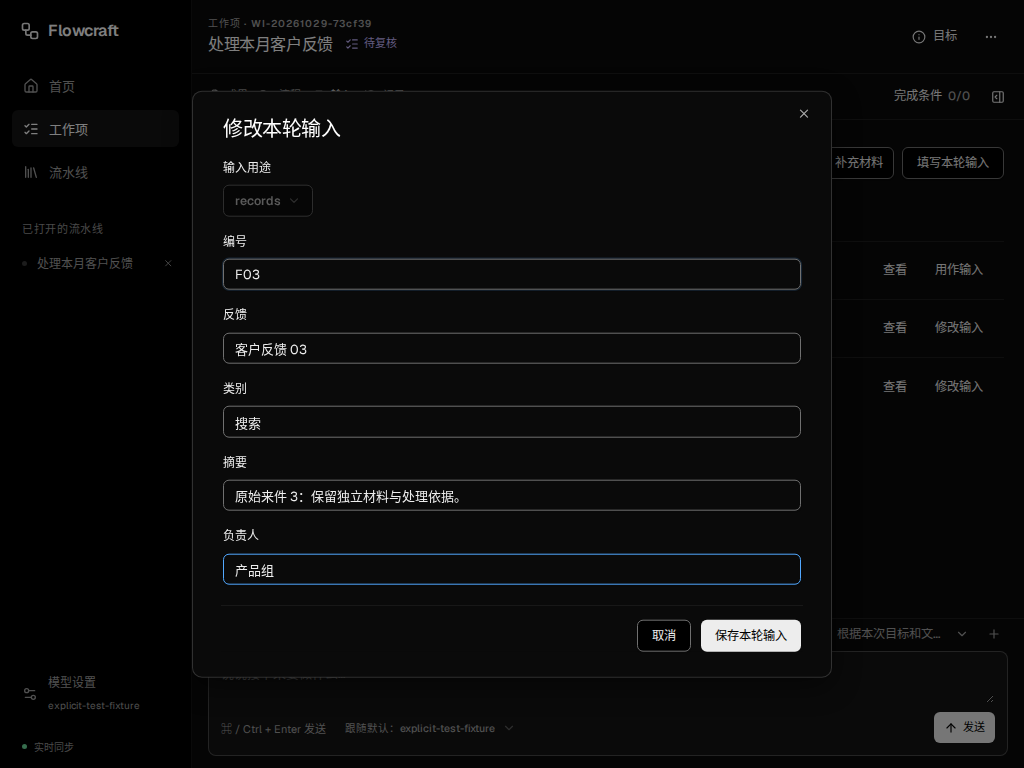 Flowcraft
首页
工作项
流水线
已打开的流水线
处理本月客户反馈
模型设置
explicit-test-fixture
实时同步
工作项 · WI-20261029-73cf39
处理本月客户反馈
待复核
目标
完成条件 0/0
补充材料
填写本轮输入
查看 用作输入
查看 修改输入
查看 修改输入
修改本轮输入
输入用途
records
编号
F03
反馈
客户反馈 03
类别
搜索
摘要
原始来件 3：保留独立材料与处理依据。
负责人
产品组
取消
保存本轮输入
根据本次目标和文...
⌘ / Ctrl + Enter 发送
跟随默认：explicit-test-fixture
发送